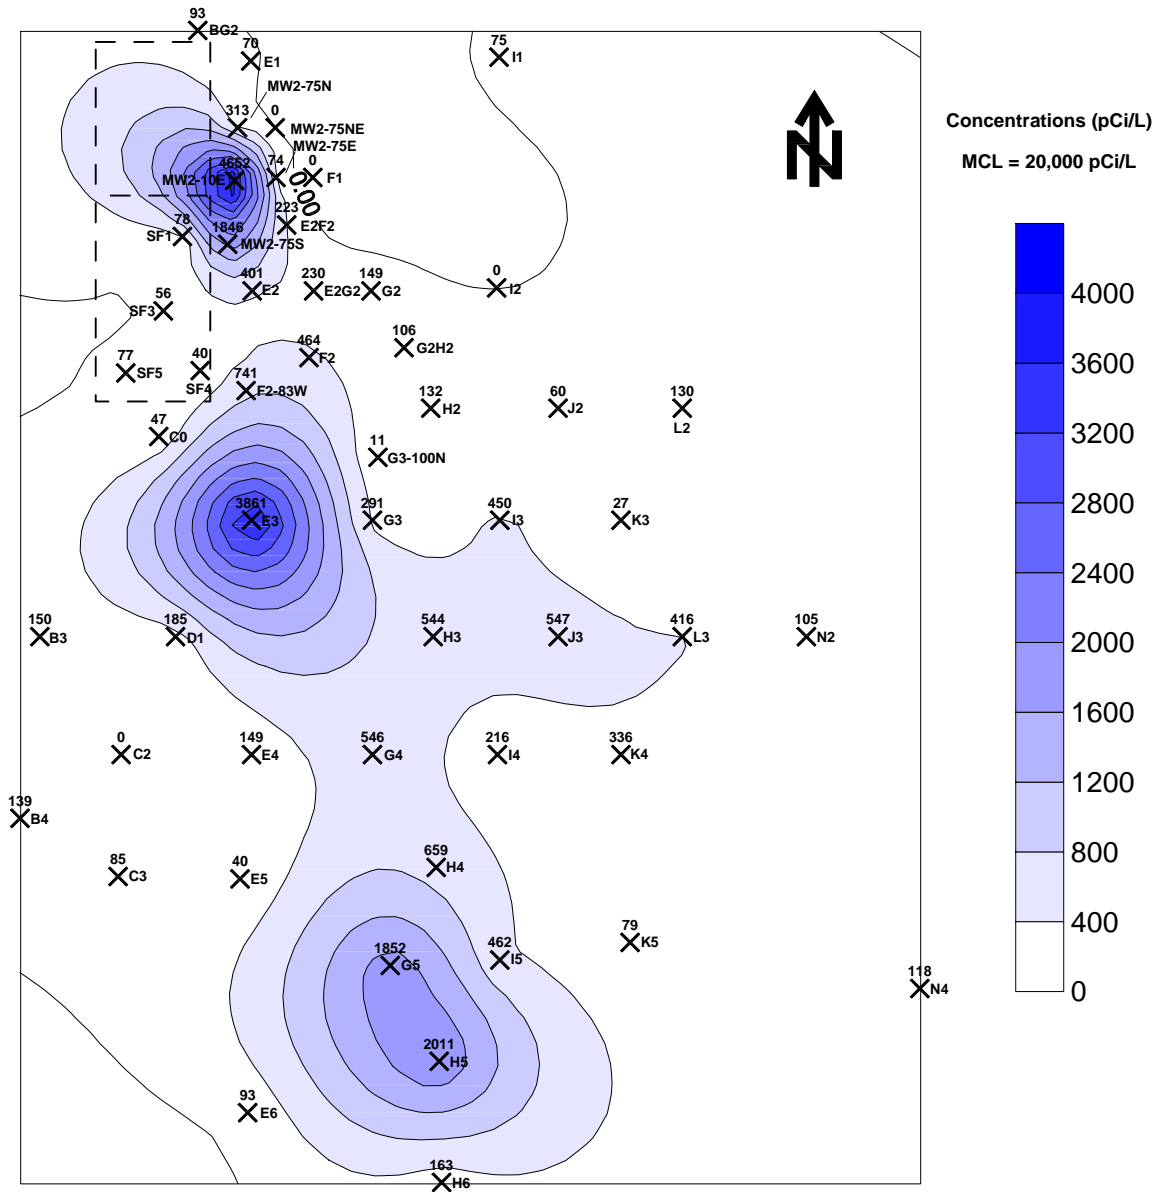 93
BG2
70
E1
75
I1
MW2-75N
313
0
MW2-75NE
MW2-75E
4652
MW2-10E
74
0
F1
0.00
N
Concentrations (pCi/L)
MCL = 20,000 pCi/L
78
SF1
1846
MW2-75S
223
E2F2
401
E2
230
E2G2
149
G2
0
I2
56
SF3
464
F2
106
G2H2
77
SF5
40
SF4
741
F2-83W
132
H2
60
J2
130
L2
47
C0
11
G3-100N
3861
E3
291
G3
450
I3
27
K3
150
B3
185
D1
544
H3
547
J3
416
L3
105
N2
0
C2
149
E4
546
G4
216
I4
336
K4
139
B4
85
C3
40
E5
659
H4
1852
G5
462
I5
79
K5
118
N4
2011
H5
93
E6
163
H6
4000
3600
3200
2800
2400
2000
1600
1200
800
400
0